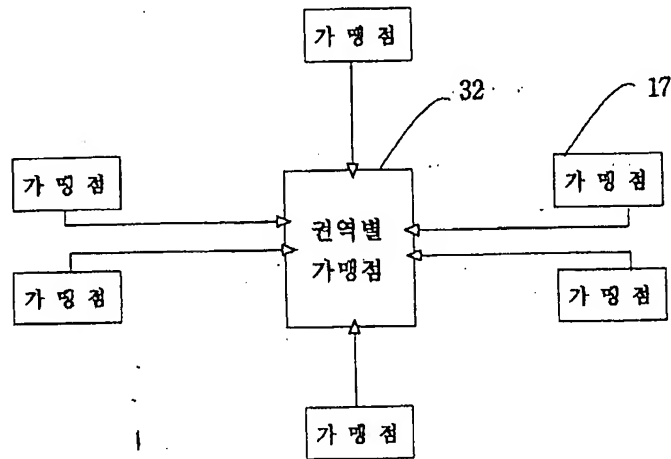 가 맹 점
32
17
가 맹 점
가 맹 점
권역별
가맹점
가 맹 점
가 맹 점
가 맹 점